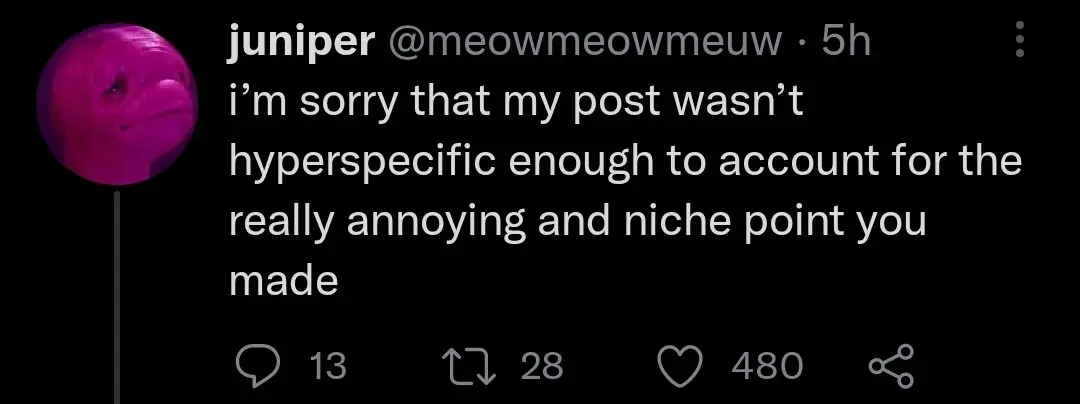 juniper @meowmeowmeuw · 5h
i’m sorry that my post wasn’t
hyperspecific enough to account for the
really annoying and niche point you
made
13 28 480